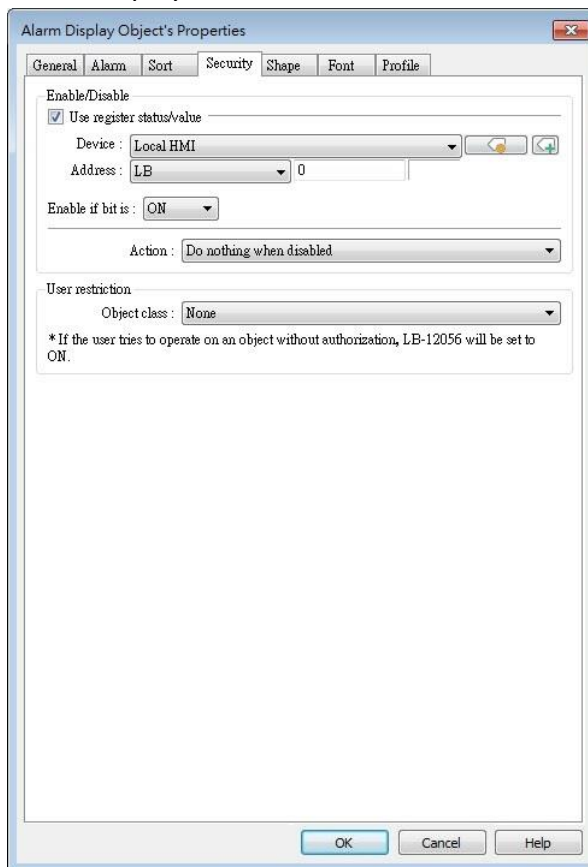 Alarm Display Object's Properties
General Alarm Sort Security Shape Font Profile
Enable/Disable
Use register status/value
Device : Local HMI
Address : LB 0
Enable if bit is : ON
Action : Do nothing when disabled
User restriction
Object class : None
* If the user tries to operate on an object without authorization, LB-12056 will be set to
ON.
OK Cancel Help